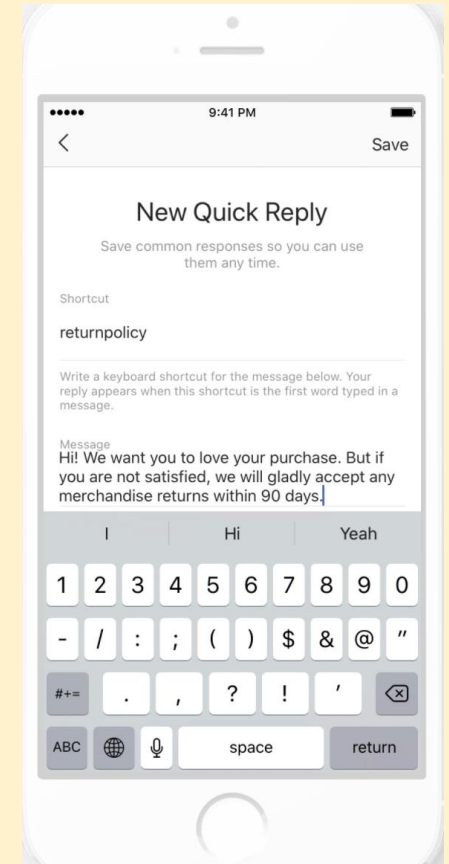 9:41 PM
Save
New Quick Reply
Save common responses so you can use
them any time.
Shortcut
returnpolicy
Write a keyboard shortcut for the message below. Your
reply appears when this shortcut is the first word typed in a
message.
Message
Hi! We want you to love your purchase. But if
you are not satisfied, we will gladly accept any
merchandise returns within 90 days.
I Hi Yeah
1 2 3 4 5 6 7 8 9 0
- / : ; ( ) $ & @ "
#+= . , ? ! '
ABC space return